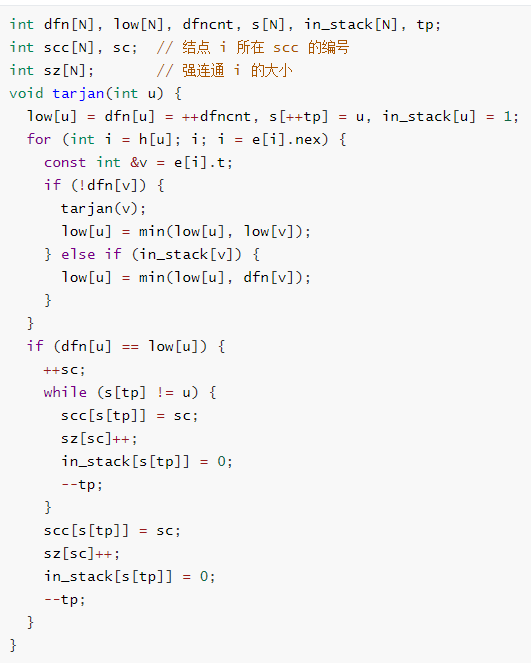 int dfn[N], low[N], dfncnt, s[N], in_stack[N], tp;
int scc[N], sc;  // 结点 i 所在 scc 的编号
int sz[N];       // 强连通 i 的大小
void tarjan(int u) {
  low[u] = dfn[u] = ++dfncnt, s[++tp] = u, in_stack[u] = 1;
  for (int i = h[u]; i; i = e[i].nex) {
    const int &v = e[i].t;
    if (!dfn[v]) {
      tarjan(v);
      low[u] = min(low[u], low[v]);
    } else if (in_stack[v]) {
      low[u] = min(low[u], dfn[v]);
    }
  }
  if (dfn[u] == low[u]) {
    ++sc;
    while (s[tp] != u) {
      scc[s[tp]] = sc;
      sz[sc]++;
      in_stack[s[tp]] = 0;
      --tp;
    }
    scc[s[tp]] = sc;
    sz[sc]++;
    in_stack[s[tp]] = 0;
    --tp;
  }
}